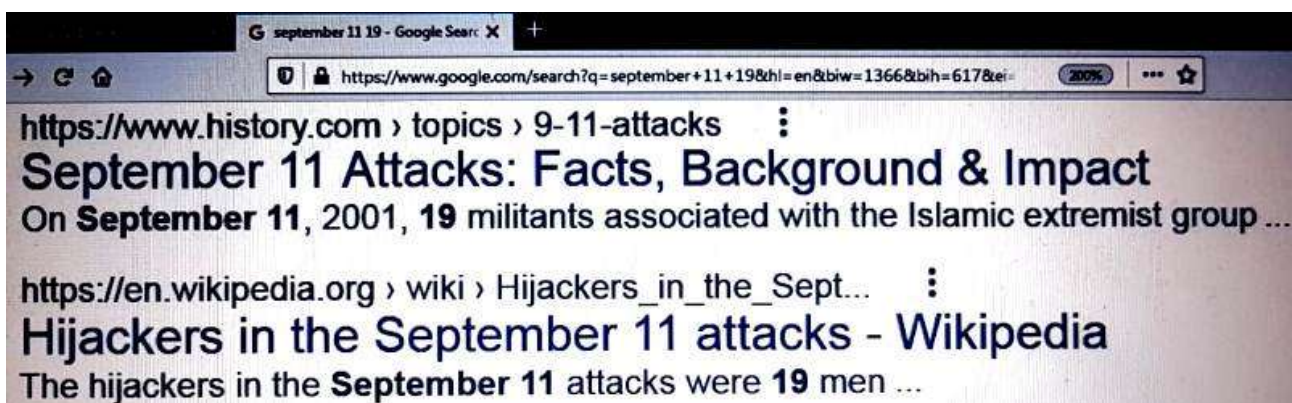 G september 11 19 - Google Searc X +
https://www.google.com/search?q=september+11+19&hl=en&biw=1366&bih=617&ei= 200% ...
https://www.history.com › topics › 9-11-attacks
September 11 Attacks: Facts, Background & Impact
On September 11, 2001, 19 militants associated with the Islamic extremist group ...
https://en.wikipedia.org › wiki › Hijackers_in_the_Sept...
Hijackers in the September 11 attacks - Wikipedia
The hijackers in the September 11 attacks were 19 men ...